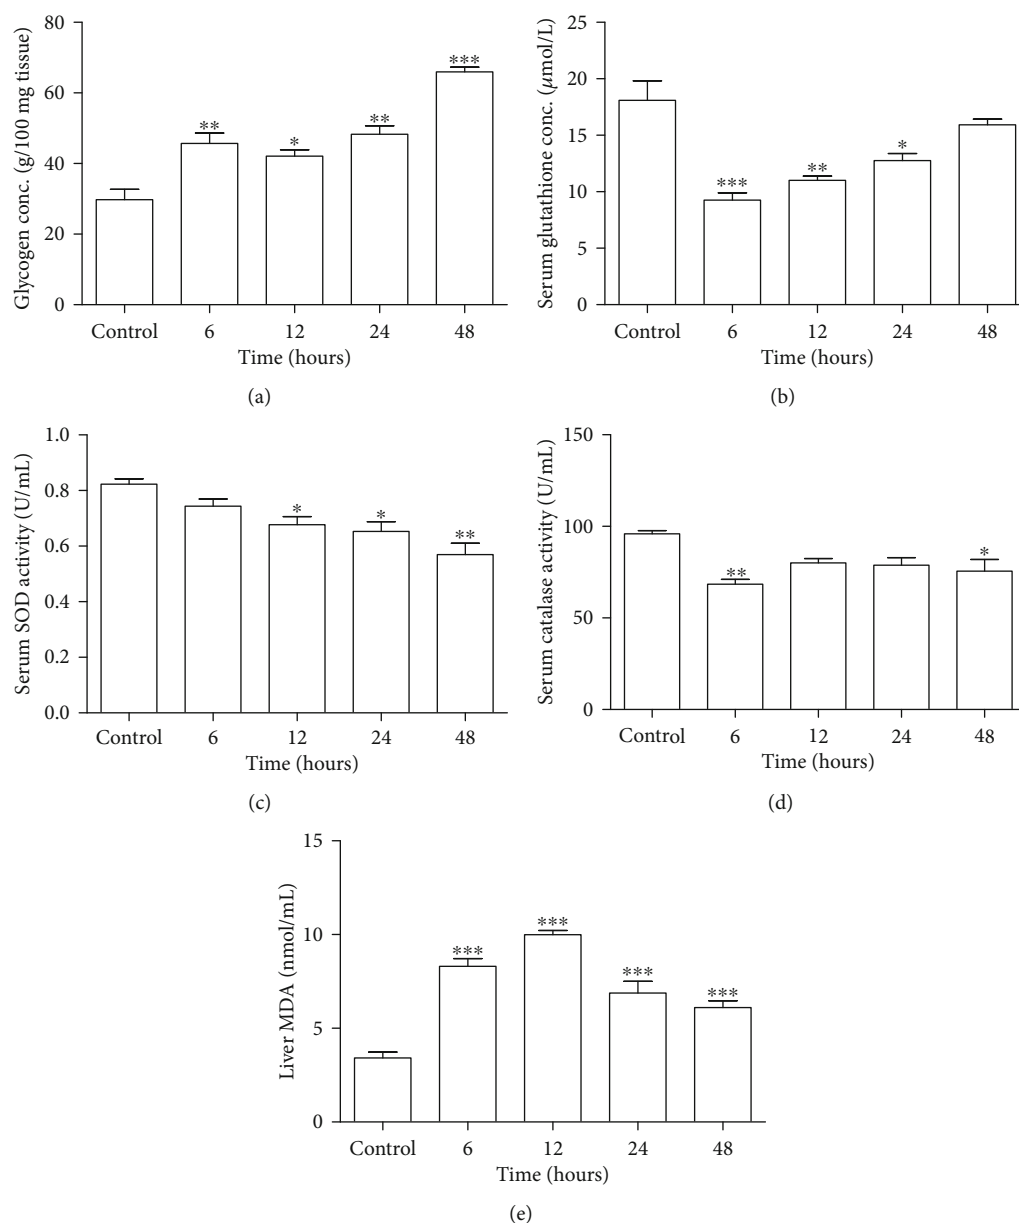 Glycogen conc. (g/100 mg tissue)
80
60
40
20
0
**
*
**
***
Control 6 12 24 48
Time (hours)
(a)
Serum glutathione conc. (μmol/L)
25
20
15
10
5
0
***
**
*
Control 6 12 24 48
Time (hours)
(b)
Serum SOD activity (U/mL)
1.0
0.8
0.6
0.4
0.2
0.0
*
*
**
Control 6 12 24 48
Time (hours)
(c)
Serum catalase activity (U/mL)
150
100
50
0
**
*
Control 6 12 24 48
Time (hours)
(d)
Liver MDA (nmol/mL)
15
10
5
0
***
***
***
***
Control 6 12 24 48
Time (hours)
(e)